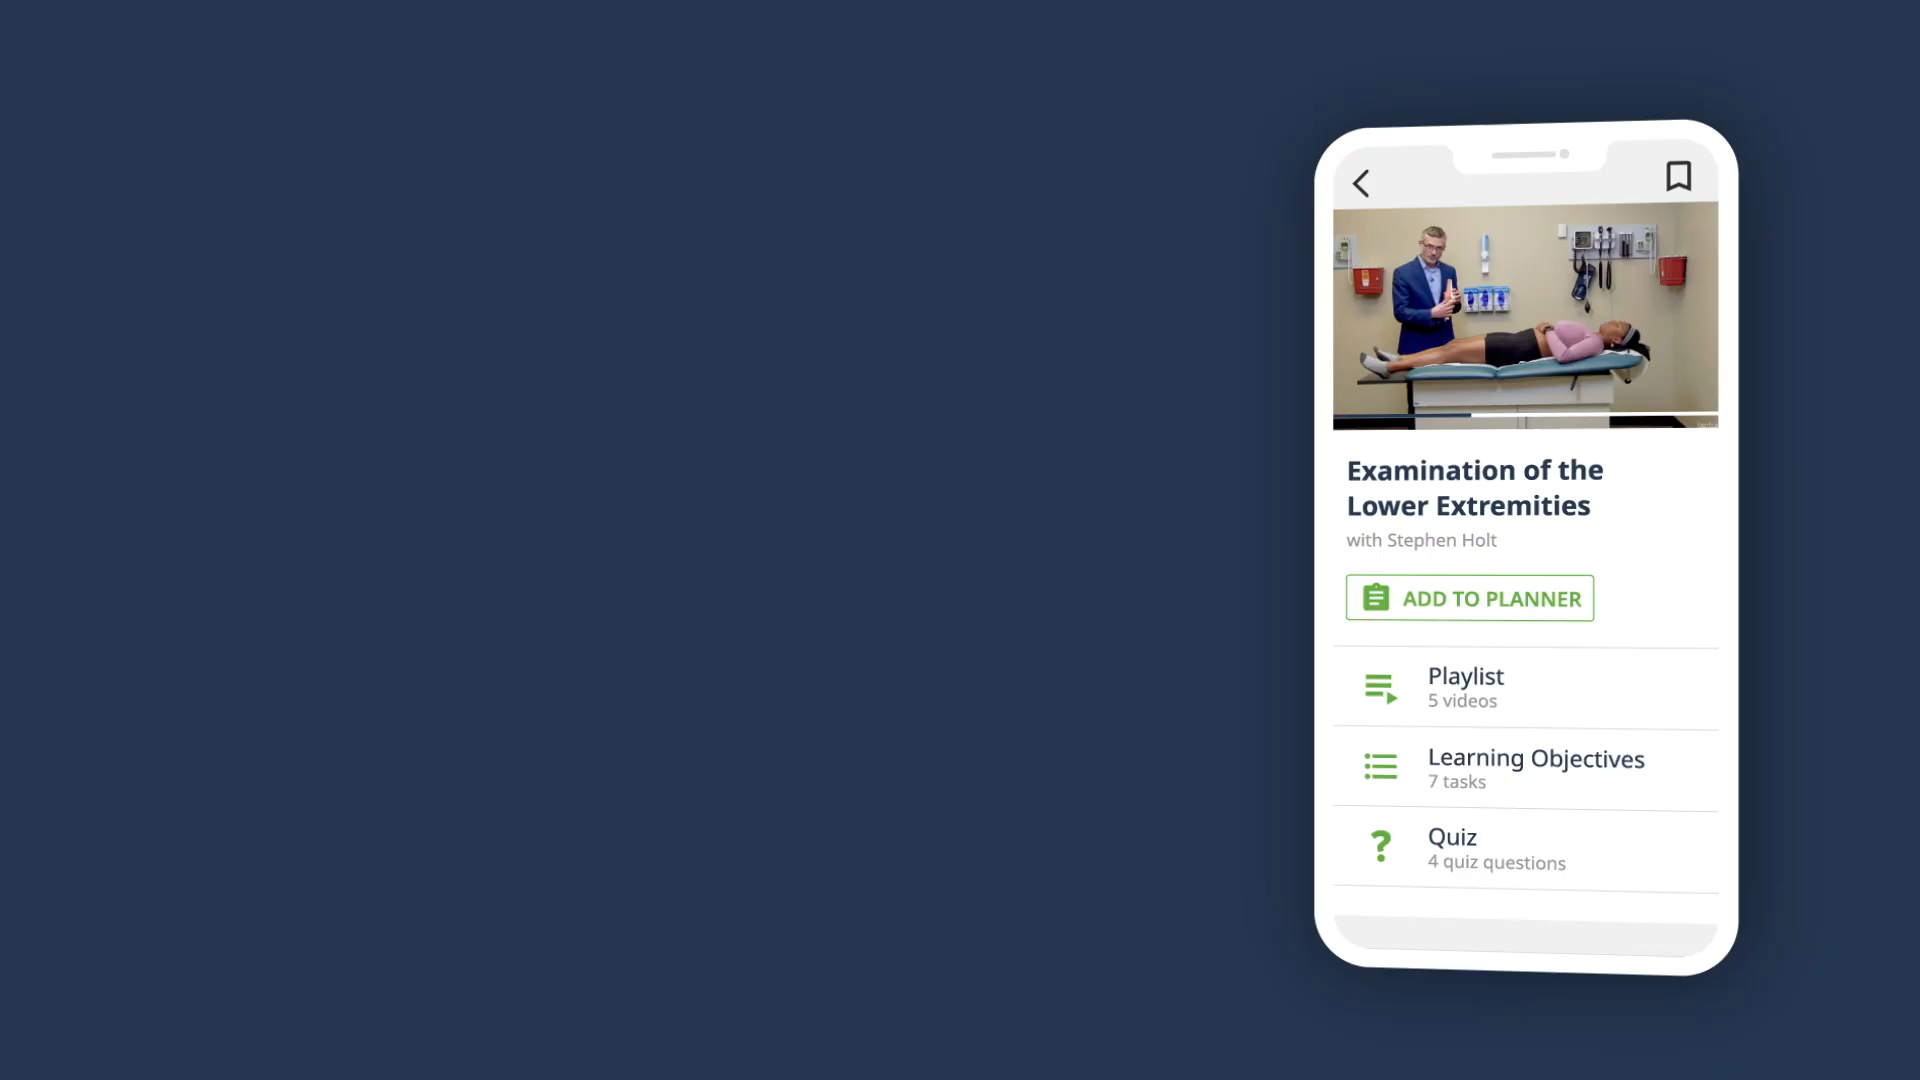 Examination of the
Lower Extremities
with Stephen Holt
ADD TO PLANNER
Playlist
5 videos
Learning Objectives
7 tasks
Quiz
4 quiz questions